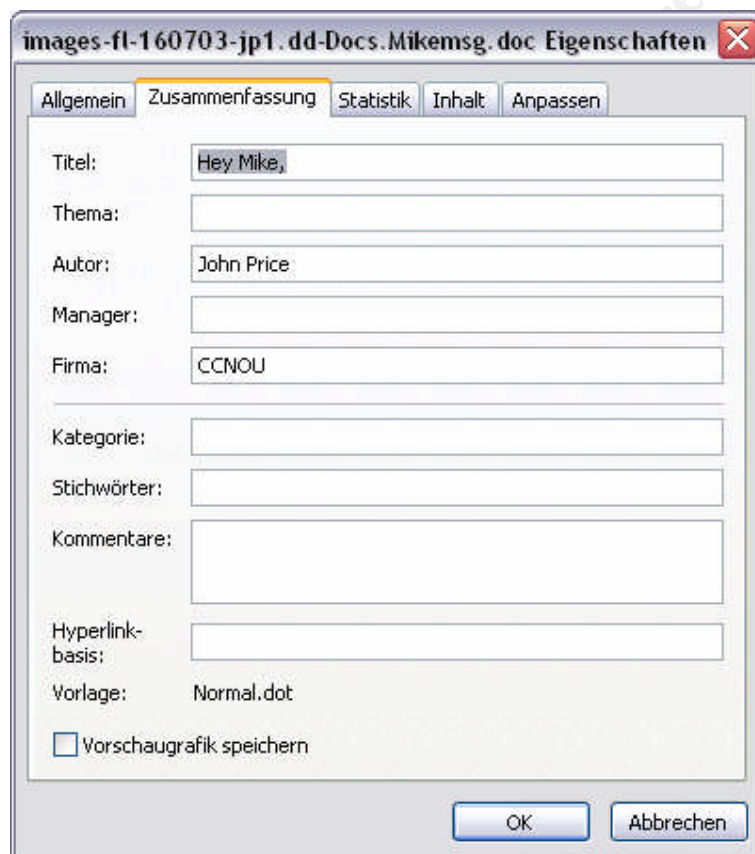 images-fl-160703-jp1.dd-Docs.Mikemsg.doc Eigenschaften
Allgemein Zusammenfassung Statistik Inhalt Anpassen
Titel: Hey Mike,
Thema:
Autor: John Price
Manager:
Firma: CCNOU
Kategorie:
Stichwörter:
Kommentare:
Hyperlink-
basis:
Vorlage: Normal.dot
Vorschaugrafik speichern
OK Abbrechen